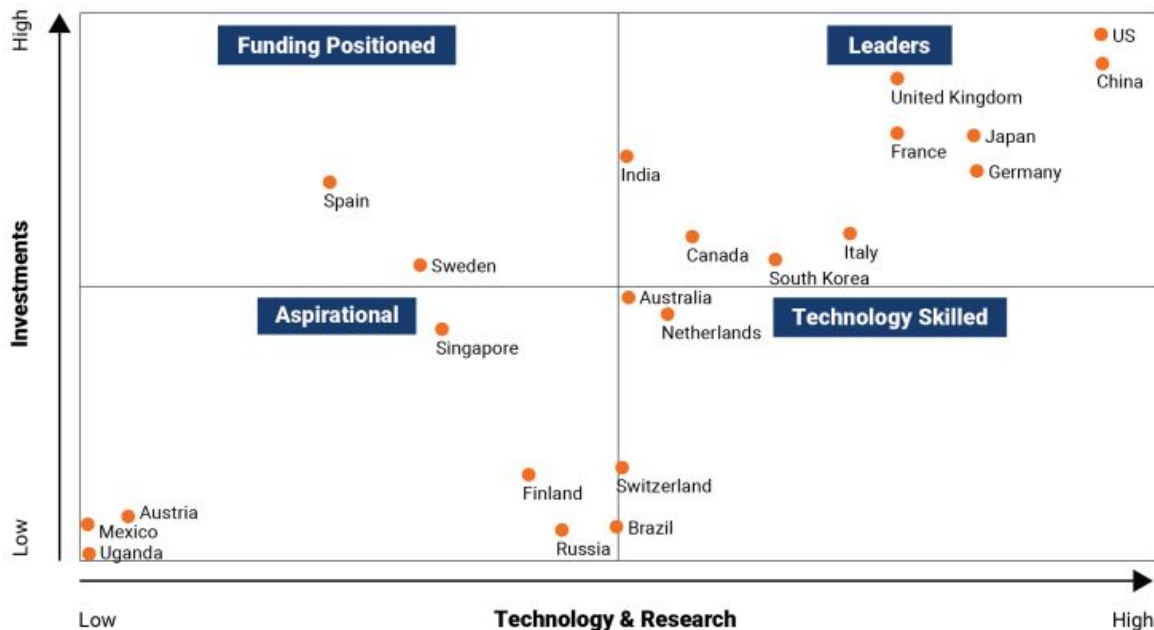 High
Funding Positioned
Leaders
US
China
United Kingdom
France
Japan
Germany
India
Spain
Canada
Italy
South Korea
Sweden
Investments
Aspirational
Technology Skilled
Australia
Netherlands
Singapore
Finland
Switzerland
Austria
Mexico
Uganda
Russia
Brazil
Low
Low
Technology & Research
High